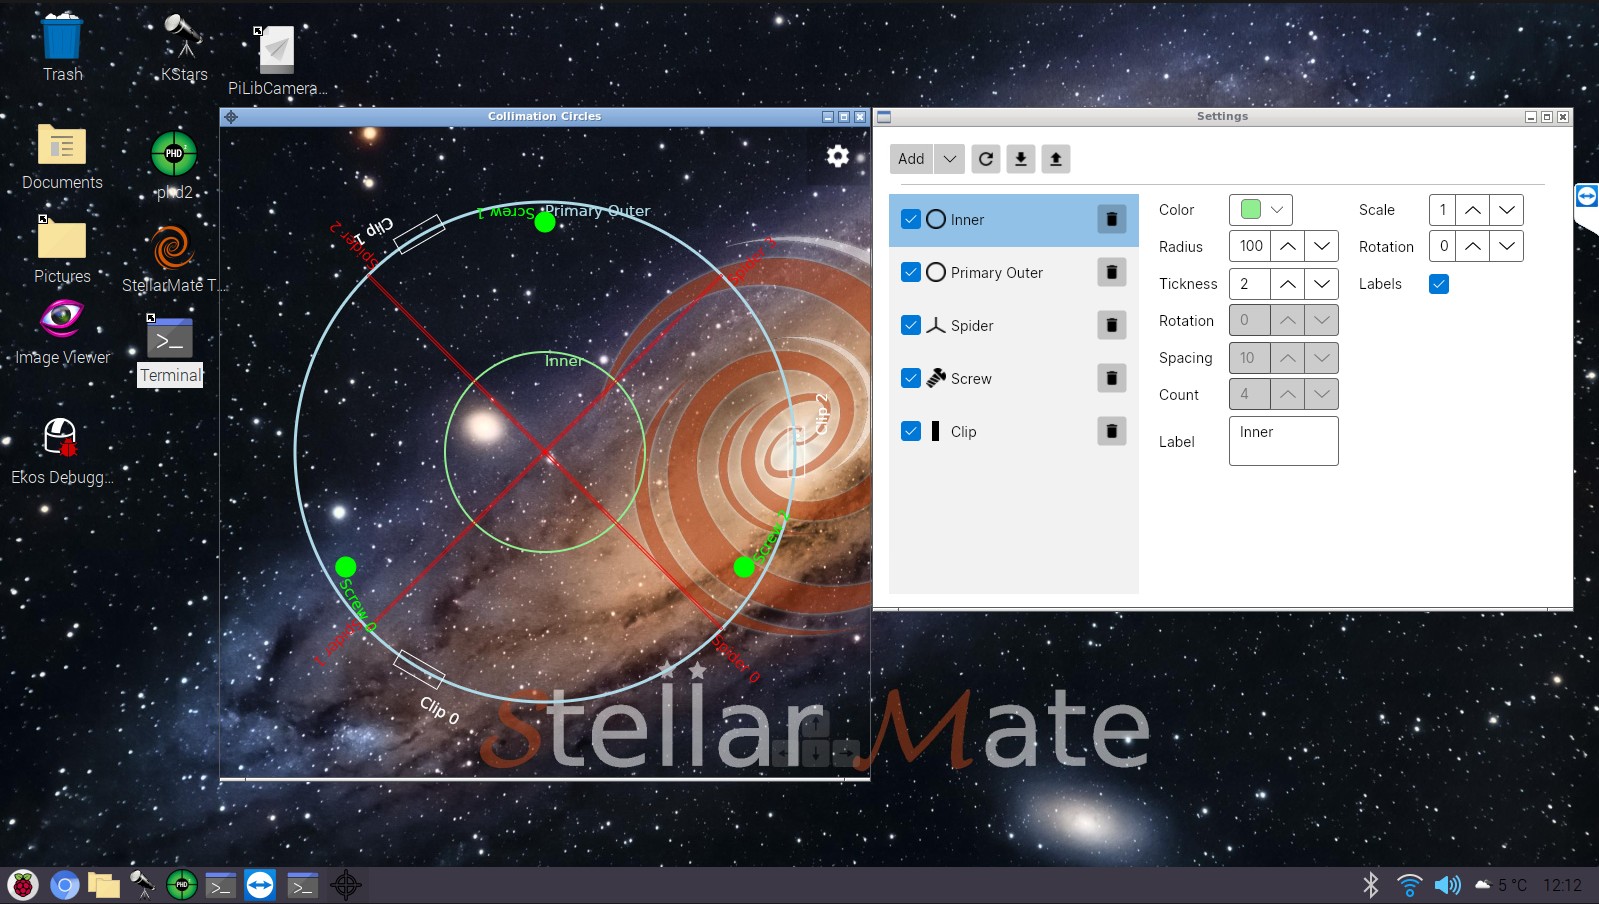 Trash
KStars
PiLibCamera...
Documents
phd2
Pictures
StellarMate T...
Image Viewer
Terminal
Ekos Debugg...
PHD²
>_
Collimation Circles
Primary Outer
Screw 1
Clip 1
Spider 2
Spider 3
Inner
Clip 2
Screw 2
Screw 0
Spider 1
Spider 0
Clip 0
Settings
Add
Inner
Primary Outer
Spider
Screw
Clip
Color
Radius 100
Tickness 2
Rotation 0
Spacing 10
Count 4
Label Inner
Scale 1
Rotation 0
Labels
StellarMate
PHD
>_
>_
5 °C
12:12